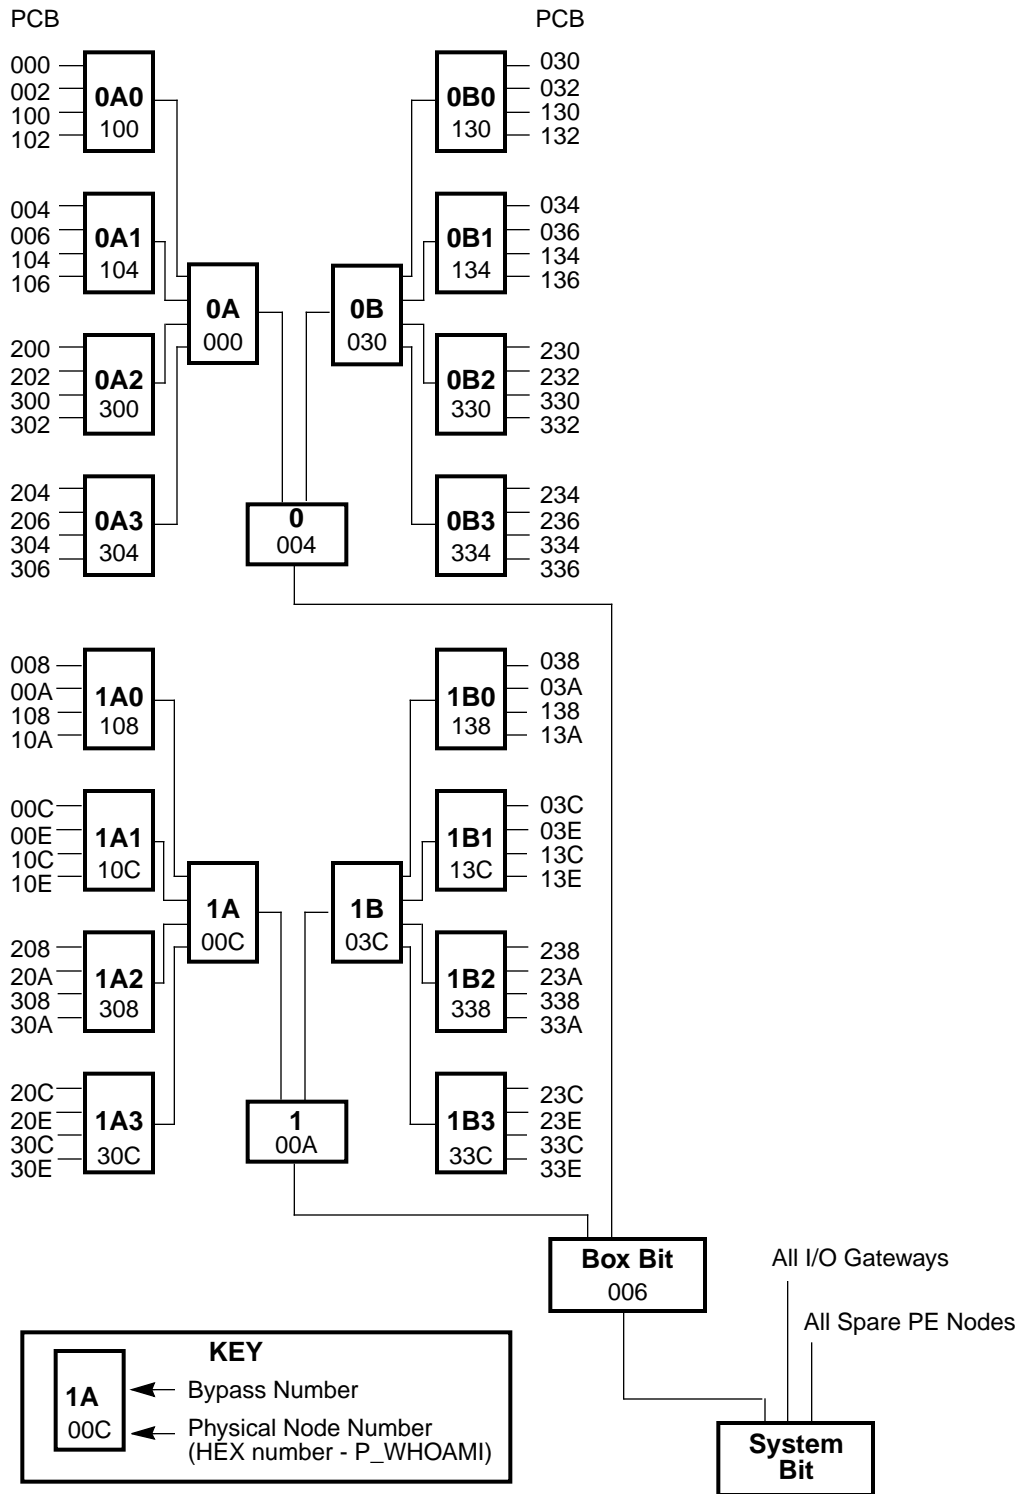 PCB
PCB
000
002
100
102
0A0
100
0B0
130
030
032
130
132
004
006
104
106
0A1
104
0B1
134
034
036
134
136
0A
000
0B
030
200
202
300
302
0A2
300
0B2
330
230
232
330
332
204
206
304
306
0A3
304
0
004
0B3
334
234
236
334
336
008
00A
108
10A
1A0
108
1B0
138
038
03A
138
13A
00C
00E
10C
10E
1A1
10C
1B1
13C
03C
03E
13C
13E
1A
00C
1B
03C
208
20A
308
30A
1A2
308
1B2
338
238
23A
338
33A
20C
20E
30C
30E
1A3
30C
1
00A
1B3
33C
23C
23E
33C
33E
Box Bit
006
All I/O Gateways
All Spare PE Nodes
System
Bit
KEY
1A
00C
Bypass Number
Physical Node Number
(HEX number - P_WHOAMI)